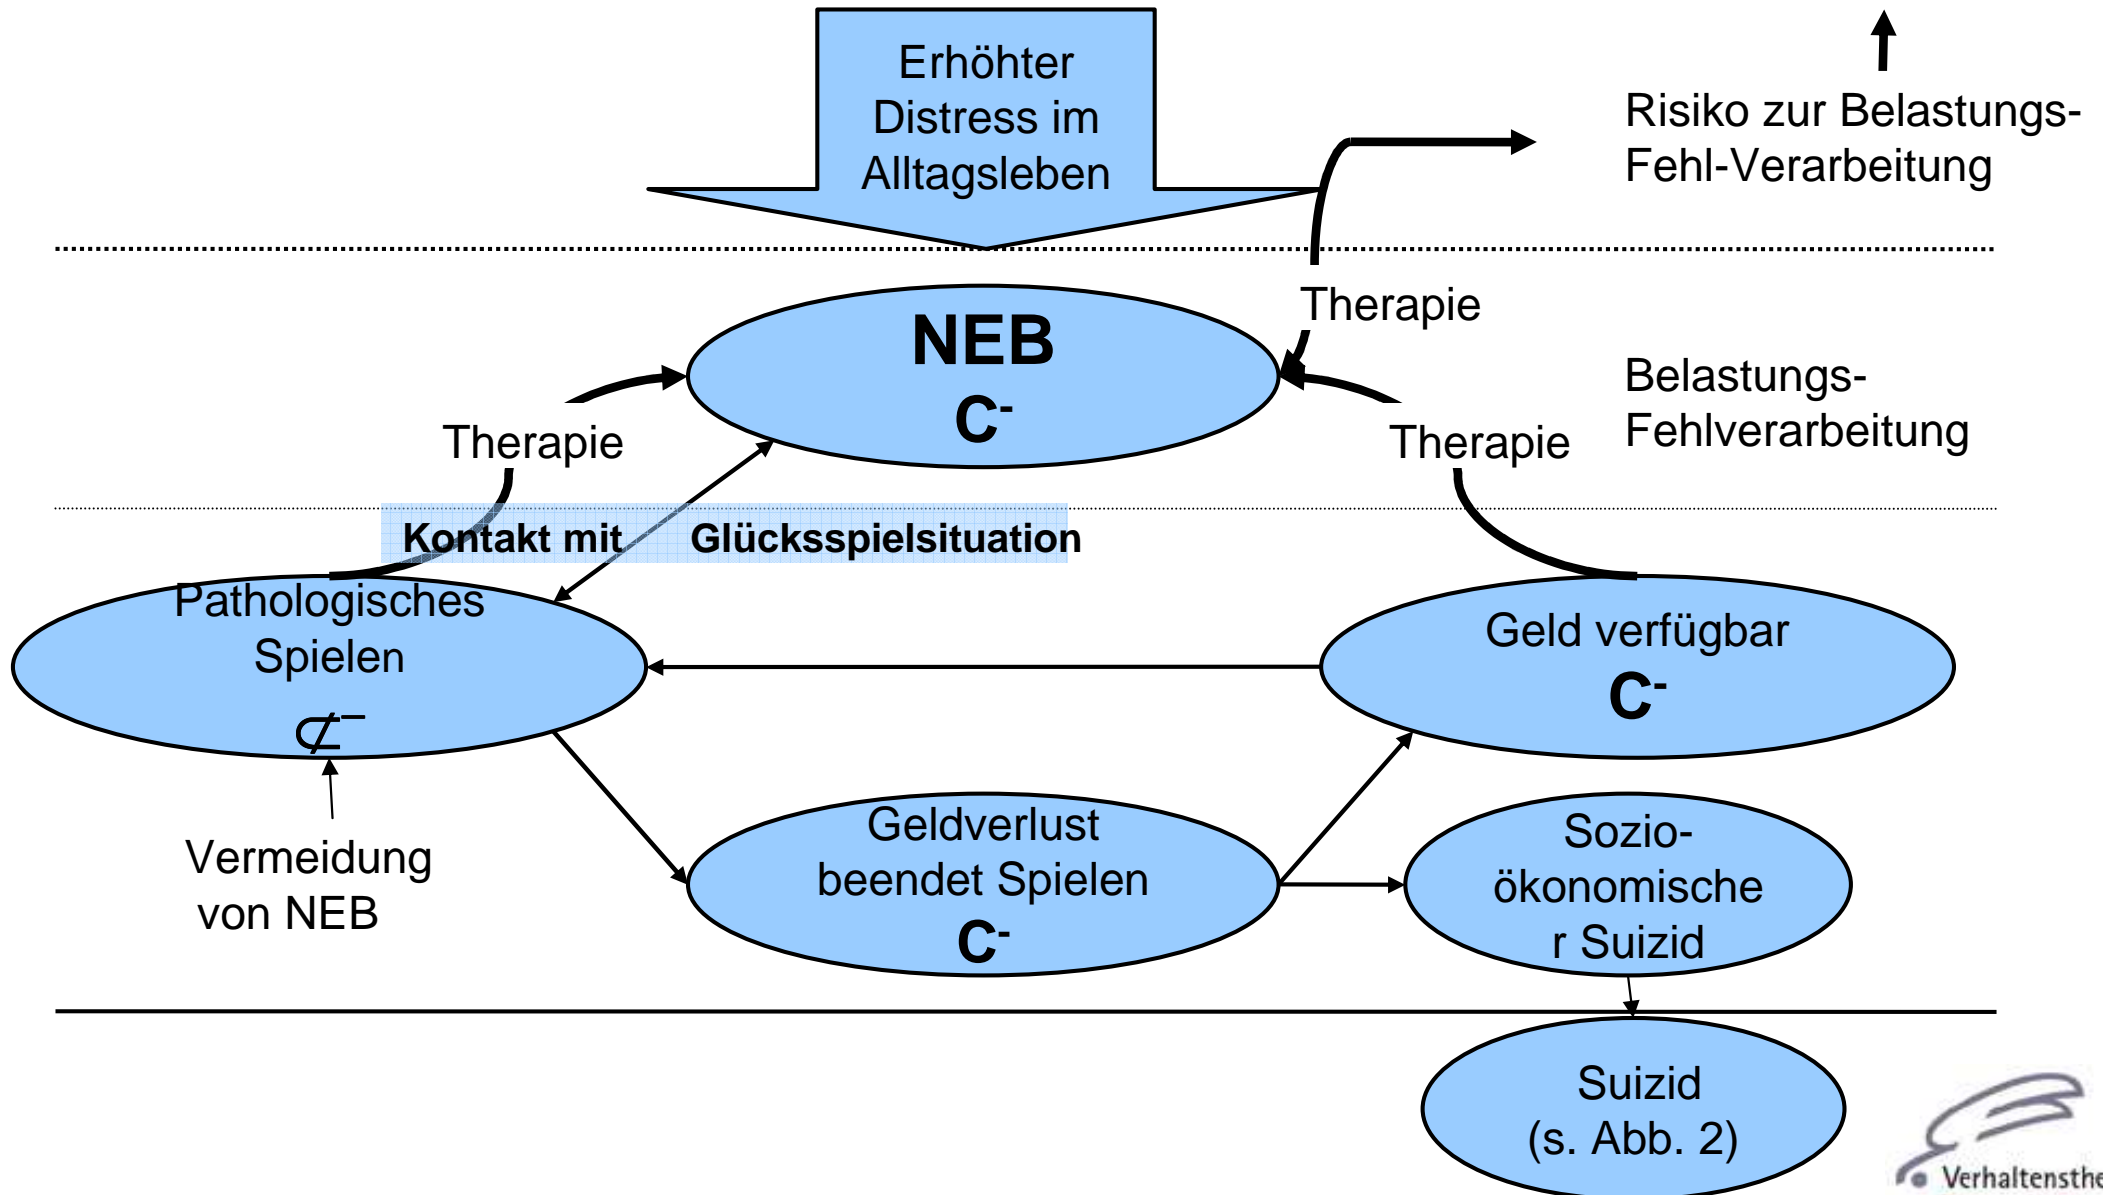 Erhöhter
Distress im
Alltagsleben
Risiko zur Belastungs-
Fehl-Verarbeitung
Therapie
NEB
C-
Belastungs-
Fehlverarbeitung
Therapie
Therapie
Kontakt mit Glücksspielsituation
Pathologisches
Spielen
⊄⁻
Geld verfügbar
C-
Vermeidung
von NEB
Geldverlust
beendet Spielen
C-
Sozio-
ökonomische
r Suizid
Suizid
(s. Abb. 2)
Verhaltensthe